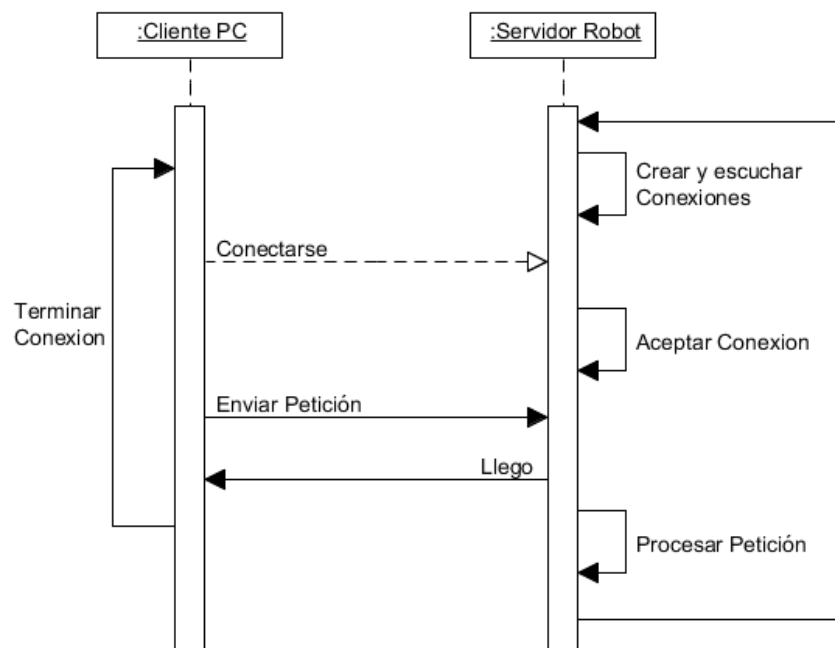 :Cliente PC
:Servidor Robot
Crear y escuchar
Conexiones
Conectarse
Terminar
Conexion
Aceptar Conexion
Enviar Petición
Llego
Procesar Petición